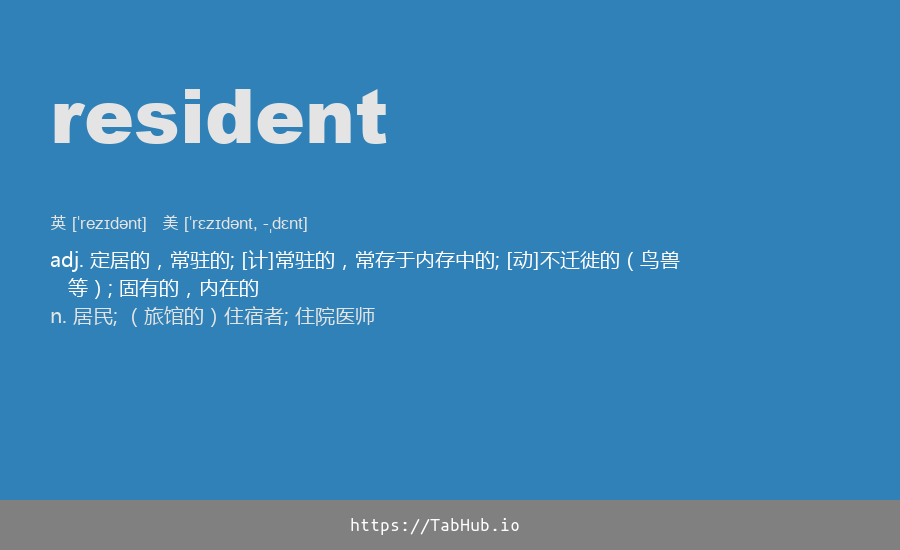 resident
英 ['rezɪdənt]   美 ['rɛzɪdənt, -ˌdɛnt]
adj. 定居的，常驻的; [计]常驻的，常存于内存中的; [动]不迁徙的（鸟兽
等）; 固有的，内在的
n. 居民; （旅馆的）住宿者; 住院医师
https://TabHub.io